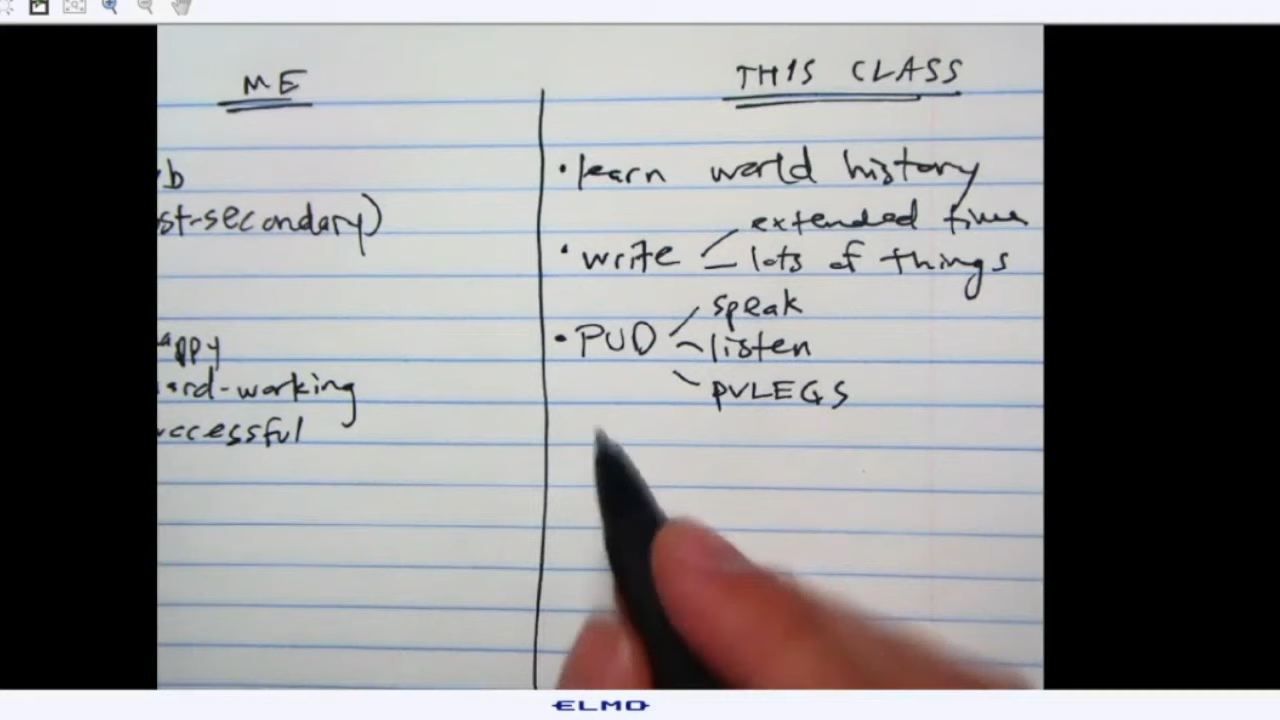 ME
THIS CLASS
b
st-secondary)
appy
ard-working
uccessful
• learn world history
• write
extended time
lots of things
• PUD
speak
listen
PVLEGS
ELMO